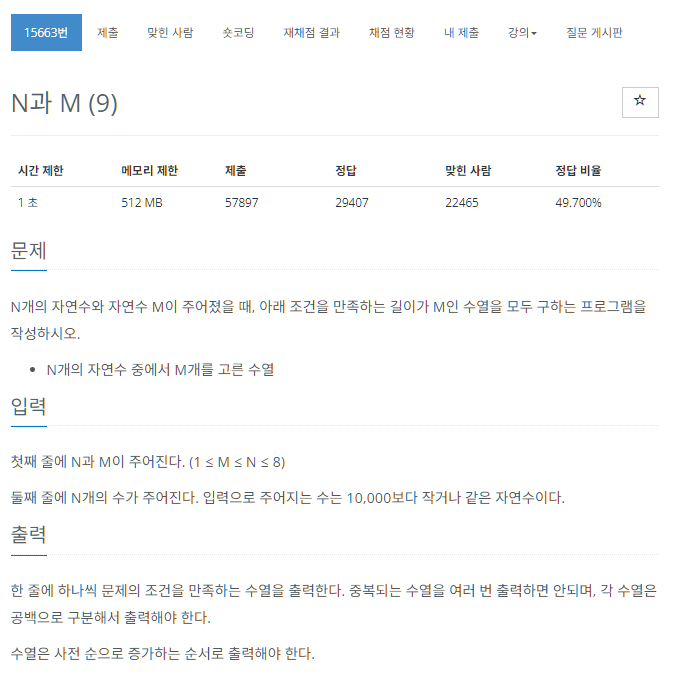 15663번 제출 맞힌 사람 숏코딩 재채점 결과 채점 현황 내 제출 강의 질문 게시판
N과 M (9)
시간 제한 메모리 제한 제출 정답 맞힌 사람 정답 비율
1 초 512 MB 57897 29407 22465 49.700%
문제
N개의 자연수와 자연수 M이 주어졌을 때, 아래 조건을 만족하는 길이가 M인 수열을 모두 구하는 프로그램을
작성하시오.
• N개의 자연수 중에서 M개를 고른 수열
입력
첫째 줄에 N과 M이 주어진다. (1 ≤ M ≤ N ≤ 8)
둘째 줄에 N개의 수가 주어진다. 입력으로 주어지는 수는 10,000보다 작거나 같은 자연수이다.
출력
한 줄에 하나씩 문제의 조건을 만족하는 수열을 출력한다. 중복되는 수열을 여러 번 출력하면 안되며, 각 수열은
공백으로 구분해서 출력해야 한다.
수열은 사전 순으로 증가하는 순서로 출력해야 한다.